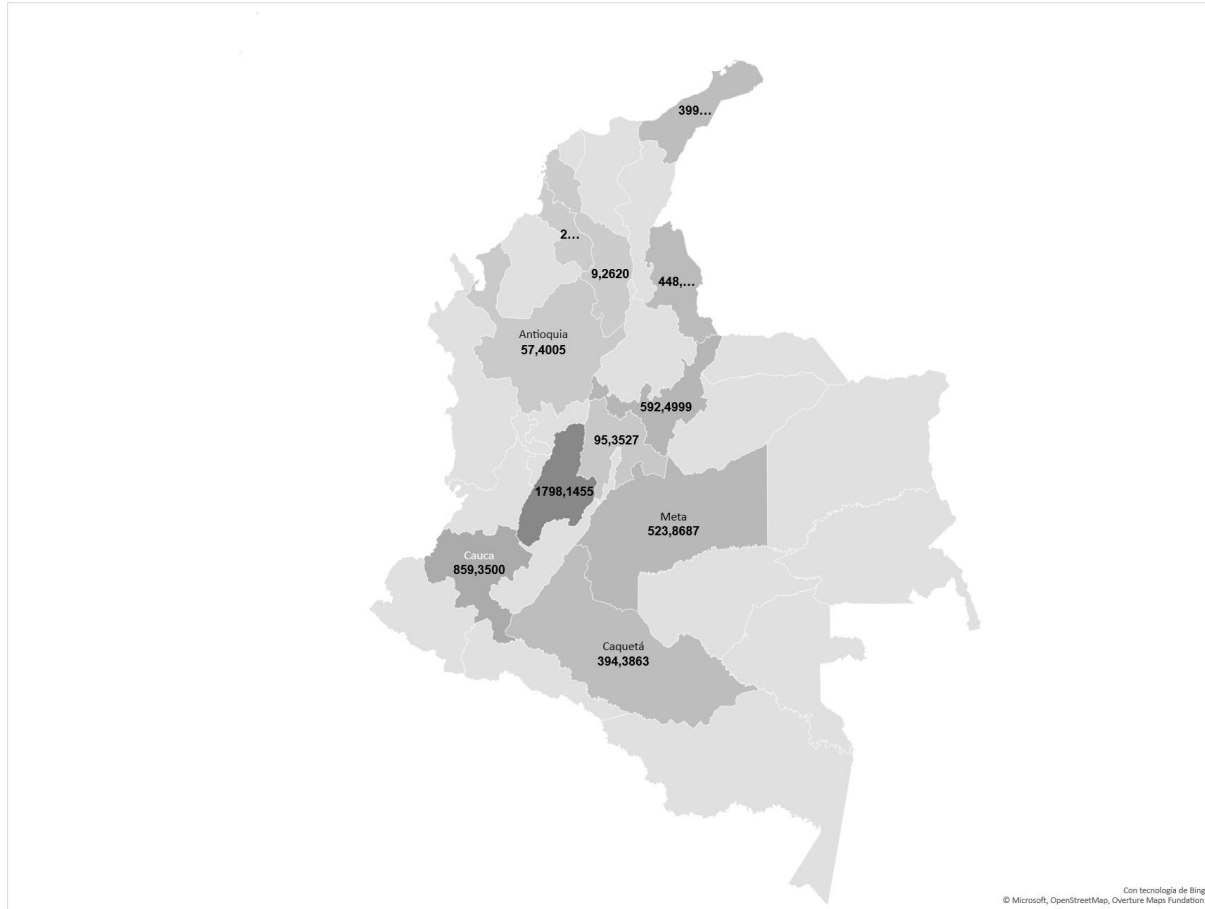 399...
2...
9,2620
448,...
Antioquia
57,4005
592,4999
95,3527
1798,1455
Meta
523,8687
Cauca
859,3500
Caquetá
394,3863
Con tecnología de Bing
© Microsoft, OpenStreetMap, Overture Maps Fundation